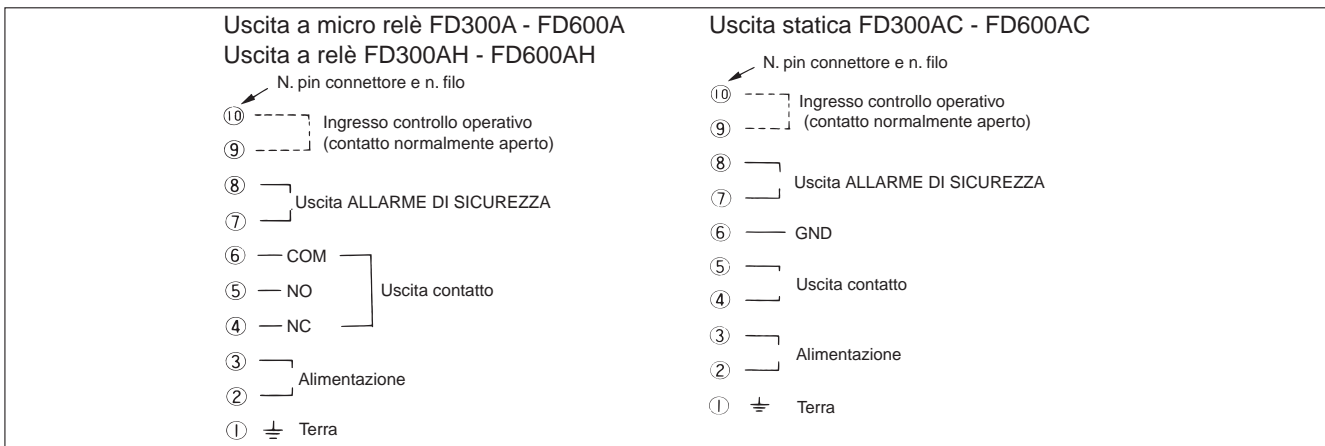 Uscita a micro relè FD300A - FD600A
Uscita a relè FD300AH - FD600AH
N. pin connettore e n. filo
10
Ingresso controllo operativo
9
(contatto normalmente aperto)
8
Uscita ALLARME DI SICUREZZA
7
6 COM
5 NO Uscita contatto
4 NC
3
Alimentazione
2
1 Terra
Uscita statica FD300AC - FD600AC
N. pin connettore e n. filo
10
Ingresso controllo operativo
9
(contatto normalmente aperto)
8
Uscita ALLARME DI SICUREZZA
7
6 GND
5
Uscita contatto
4
3
Alimentazione
2
1 Terra